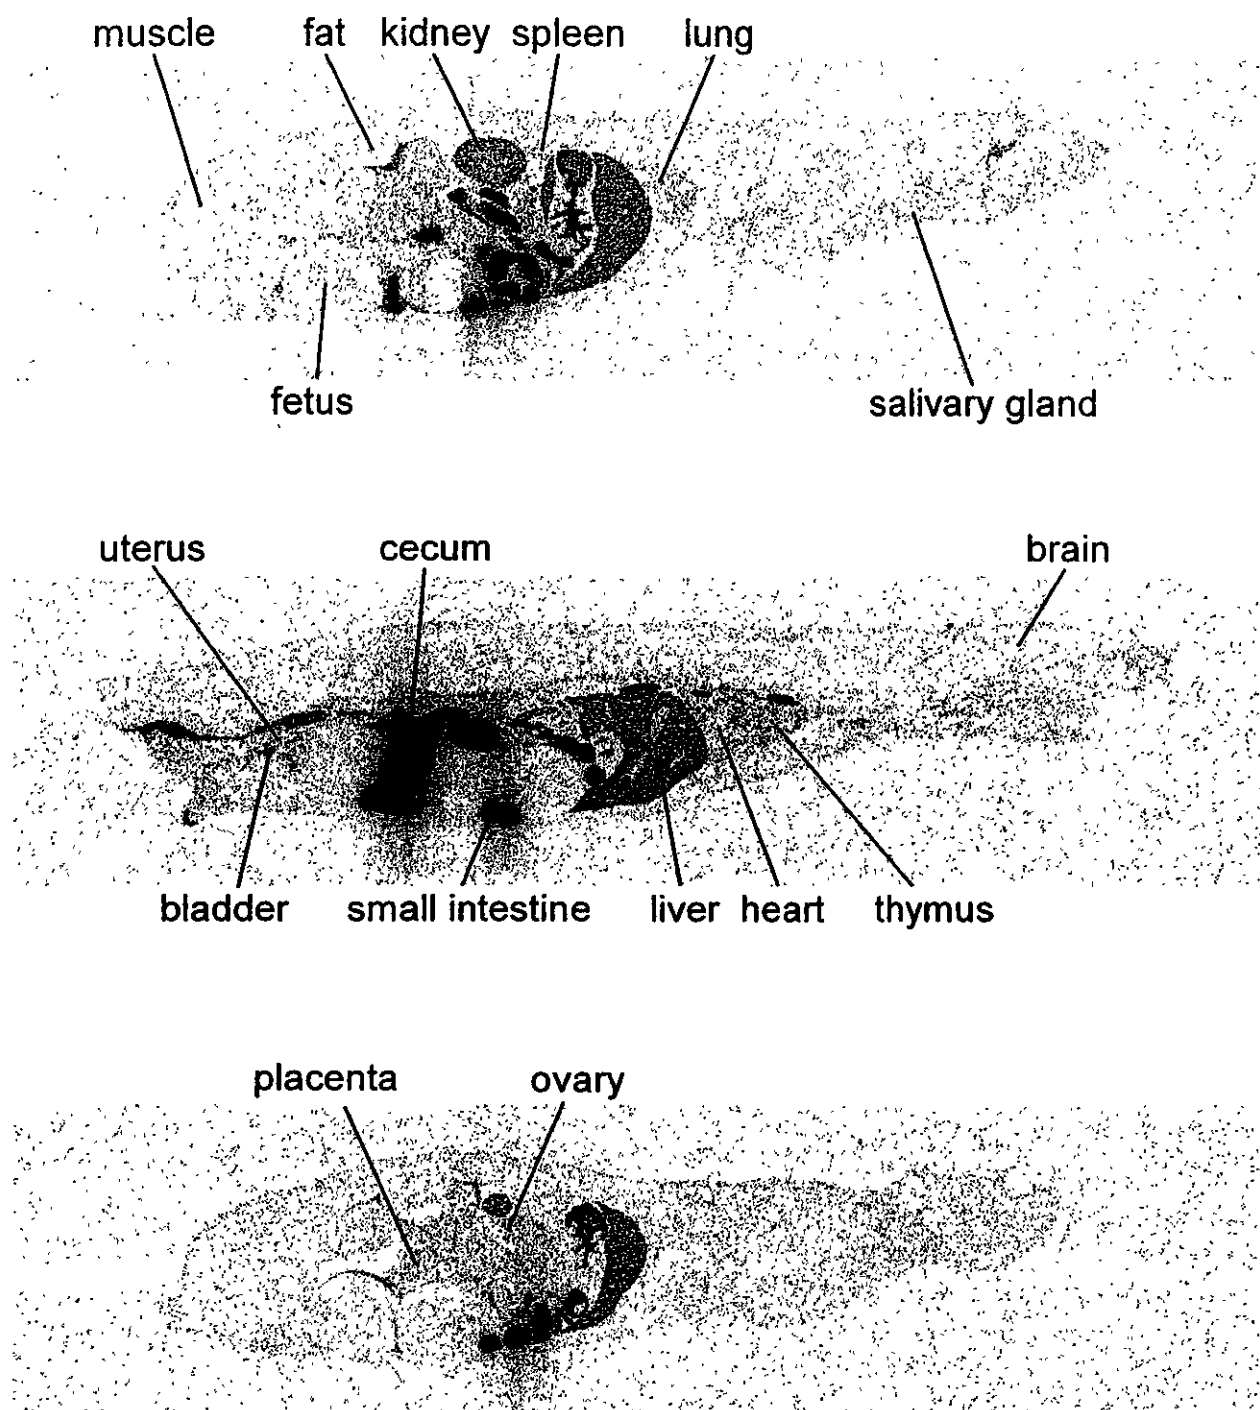 muscle fat kidney spleen lung
fetus salivary gland
uterus cecum brain
bladder small intestine liver heart thymus
placenta ovary